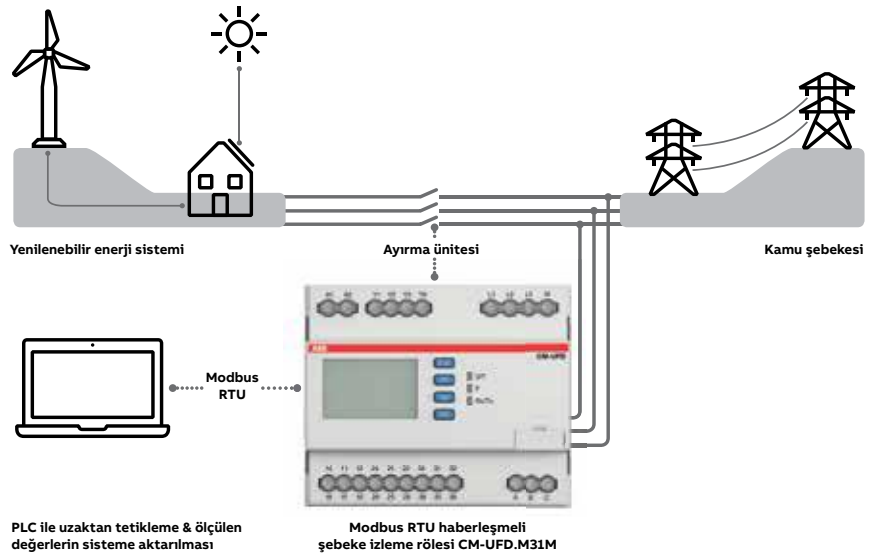 Yenilenebilir enerji sistemi
Ayırma ünitesi
Kamu şebekesi
ABB
CM-UFD
Modbus
RTU
PLC ile uzaktan tetikleme & ölçülen
değerlerin sisteme aktarılması
Modbus RTU haberleşmeli
şebeke izleme rölesi CM-UFD.M31M